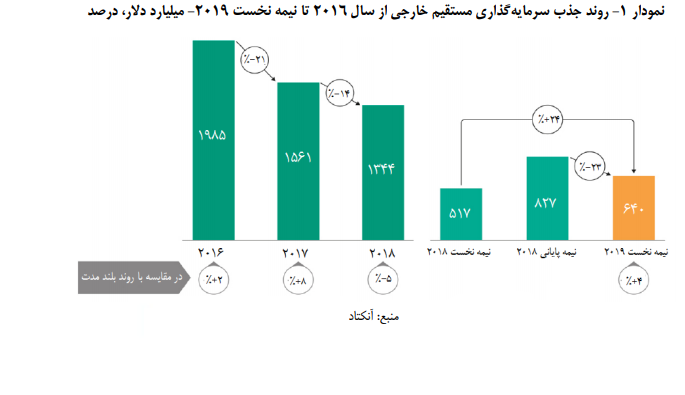 نمودار ۱- روند جذب سرمایه‌گذاری مستقیم خارجی از سال ۲۰۱۶ تا نیمه نخست ۲۰۱۹- میلیارد دلار، درصد
%-۲۱
%-۱۴
%+۲۴
%-۲۳
۱۹۸۵
۱۵۶۱
۱۳۴۴
۵۱۷
۸۲۷
۶۴۰
۲۰۱۶
۲۰۱۷
۲۰۱۸
نیمه نخست ۲۰۱۸
نیمه پایانی ۲۰۱۸
نیمه نخست ۲۰۱۹
در مقایسه با روند بلند مدت
%+۲
%+۸
%-۵
%+۴
منبع: آنکتاد